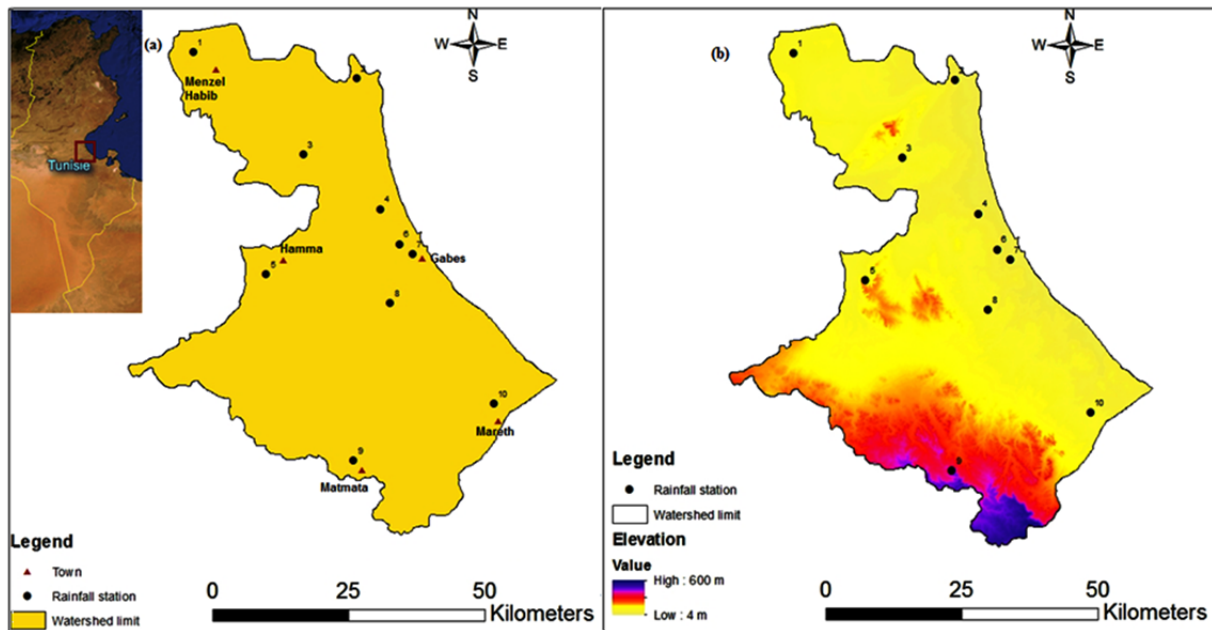 (a)
N
W E
S
1
Menzel
Habib
2
3
4
6
7
Hamma
Gabes
5
8
10
Mareth
9
Matmata
Tunisie
Legend
Town
Rainfall station
Watershed limit
0 25 50
Kilometers
(b)
N
W E
S
1
2
3
4
6
7
5
8
10
9
Legend
Rainfall station
Watershed limit
Elevation
Value
High : 600 m
Low : 4 m
0 25 50
Kilometers